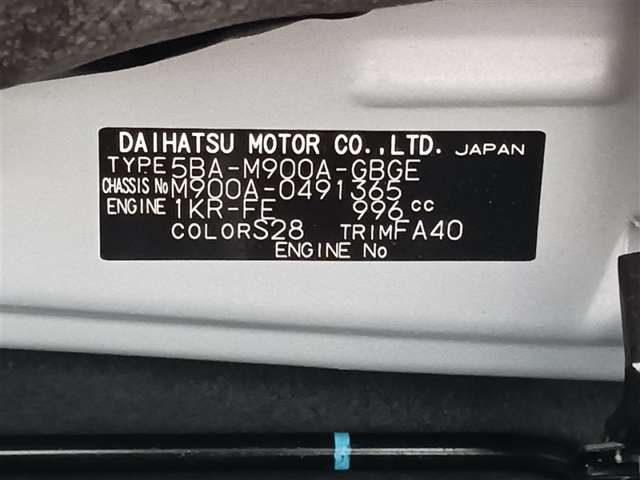 DAIHATSU MOTOR CO.,LTD. JAPAN
TYPE 5BA-M900A-GBGE
CHASSIS No M900A-0491365
ENGINE 1KR-FE 996 cc
COLOR S28 TRIM FA40
ENGINE No